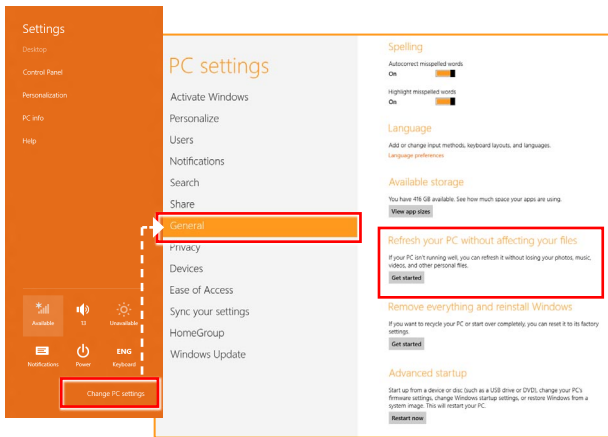 Settings
Desktop
Control Panel
Personalization
PC info
Help
Available
13
Unavailable
Notifications
Power
ENG
Keyboard
Change PC settings
PC settings
Activate Windows
Personalize
Users
Notifications
Search
Share
General
Privacy
Devices
Ease of Access
Sync your settings
HomeGroup
Windows Update
Spelling
Autocorrect misspelled words
On
Highlight misspelled words
On
Language
Add or change input methods, keyboard layouts, and languages.
Language preferences
Available storage
You have 416 GB available. See how much space your apps are using.
View app sizes
Refresh your PC without affecting your files
If your PC isn't running well, you can refresh it without losing your photos, music,
videos, and other personal files.
Get started
Remove everything and reinstall Windows
If you want to recycle your PC or start over completely, you can reset it to its factory
settings.
Get started
Advanced startup
Start up from a device or disc (such as a USB drive or DVD), change your PC's
firmware settings, change Windows startup settings, or restore Windows from a
system image. This will restart your PC.
Restart now